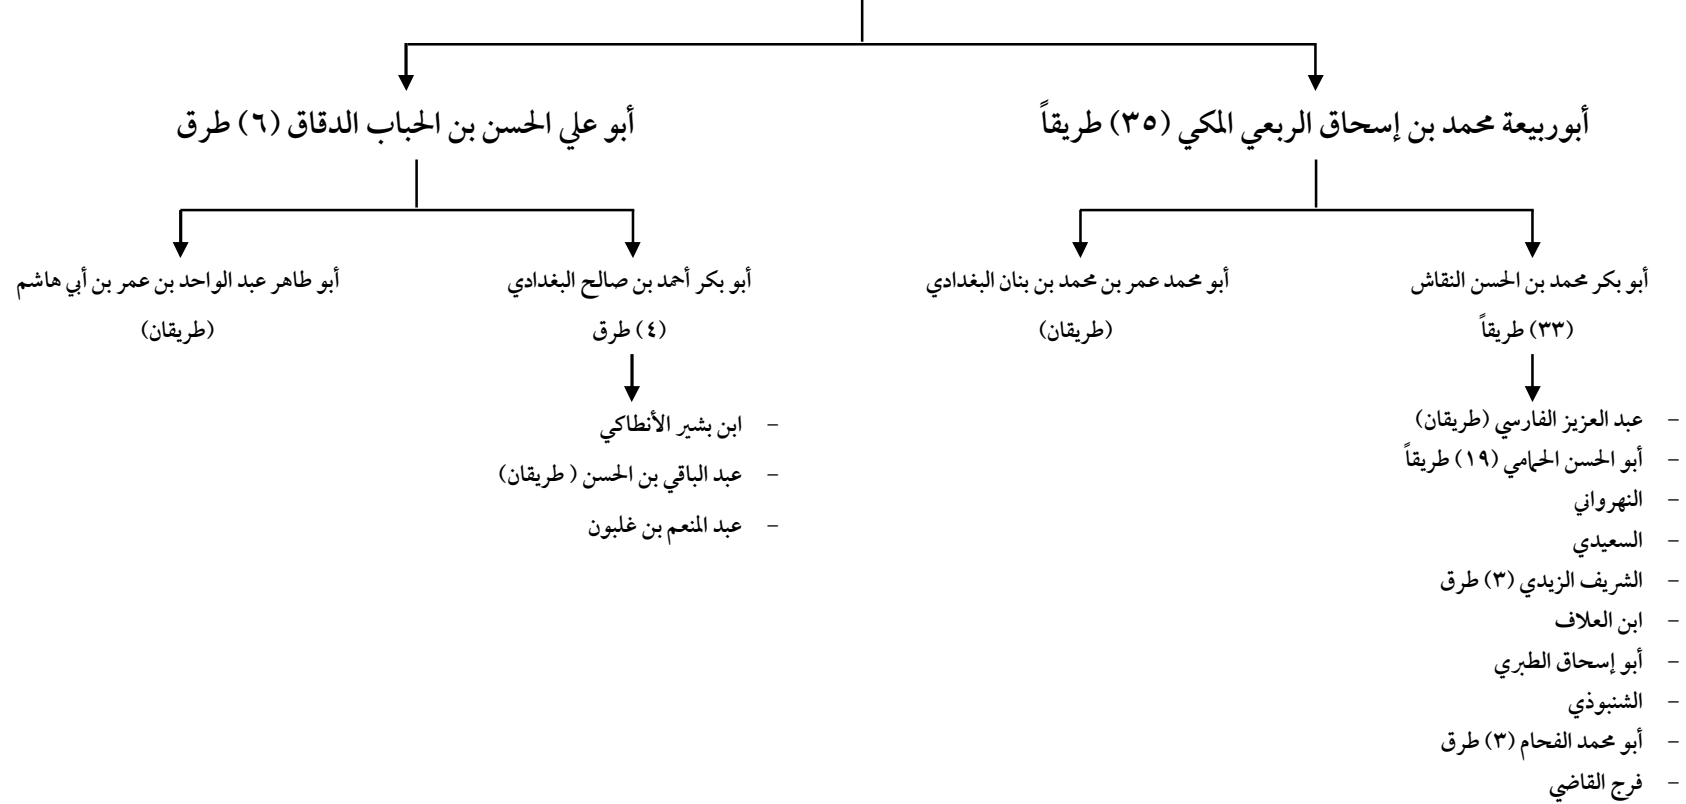 أبوربيعة محمد بن إسحاق الربعي المكي (٣٥) طريقاً
أبو علي الحسن بن الحباب الدقاق (٦) طرق
أبو بكر محمد بن الحسن النقاش
(٣٣) طريقاً
أبو محمد عمر بن محمد بن بنان البغدادي
(طريقان)
أبو بكر أحمد بن صالح البغدادي
(٤) طرق
أبو طاهر عبد الواحد بن عمر بن أبي هاشم
(طريقان)
- عبد العزيز الفارسي (طريقان)
- أبو الحسن الحمامي (١٩) طريقاً
- النهرواني
- السعيدي
- الشريف الزيدي (٣) طرق
- ابن العلاف
- أبو إسحاق الطبري
- الشنبوذي
- أبو محمد الفحام (٣) طرق
- فرج القاضي
- ابن بشير الأنطاكي
- عبد الباقي بن الحسن ( طريقان)
- عبد المنعم بن غلبون